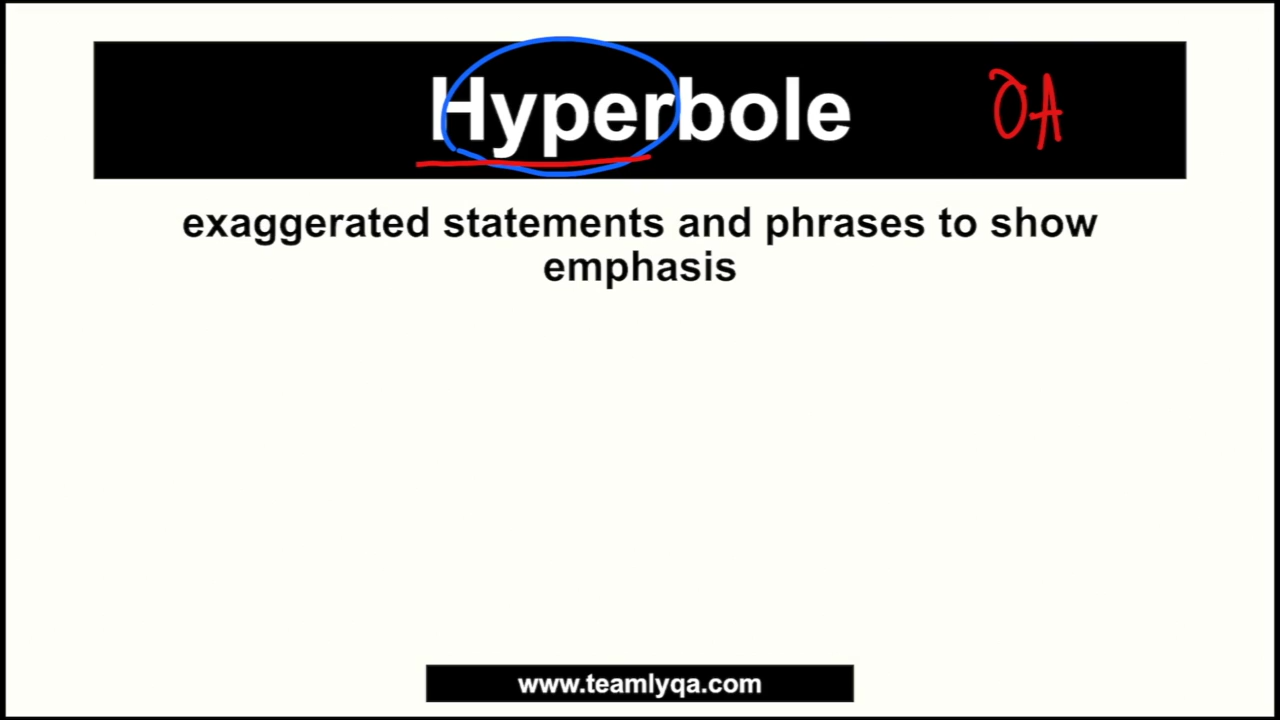 Hyperbole OA
exaggerated statements and phrases to show
emphasis
www.teamlyqa.com